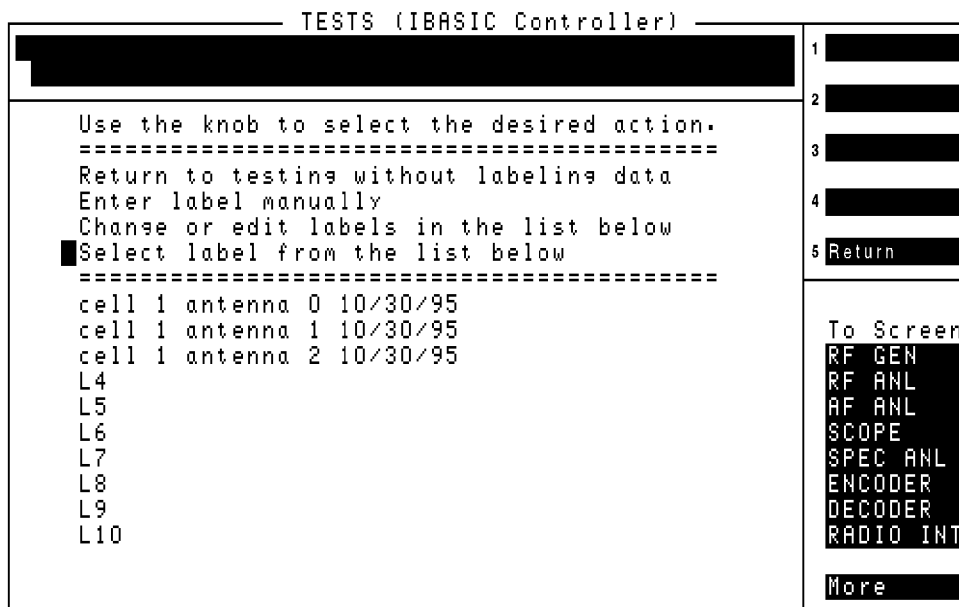 TESTS (IBASIC Controller)
Use the knob to select the desired action.
==========================================
Return to testing without labeling data
Enter label manually
Change or edit labels in the list below
Select label from the list below
==========================================
cell 1 antenna 0 10/30/95
cell 1 antenna 1 10/30/95
cell 1 antenna 2 10/30/95
L4
L5
L6
L7
L8
L9
L10
1
2
3
4
5 Return
To Screen
RF GEN
RF ANL
AF ANL
SCOPE
SPEC ANL
ENCODER
DECODER
RADIO INT
More